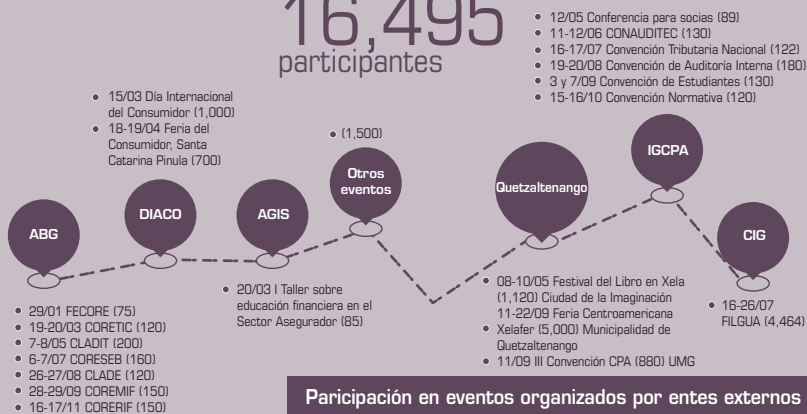 16,495
participantes
• 12/05 Conferencia para socias (89)
• 11-12/06 CONAUDITEC (130)
• 16-17/07 Convención Tributaria Nacional (122)
• 19-20/08 Convención de Auditoría Interna (180)
• 3 y 7/09 Convención de Estudiantes (130)
• 15-16/10 Convención Normativa (120)
• 15/03 Día Internacional
del Consumidor (1,000)
• 18-19/04 Feria del
Consumidor, Santa
Catarina Pinula (700)
• (1,500)
ABG
DIACO
AGIS
Otros
eventos
Quetzaltenango
IGCPA
CIG
• 29/01 FECORE (75)
• 19-20/03 CORETIC (120)
• 7-8/05 CLADIT (200)
• 6-7/07 CORESEB (160)
• 26-27/08 CLADE (120)
• 28-29/09 COREMIF (150)
• 16-17/11 CORERIF (150)
• 20/03 I Taller sobre
educación financiera en el
Sector Asegurador (85)
• 08-10/05 Festival del Libro en Xela
(1,120) Ciudad de la Imaginación
11-22/09 Feria Centroamericana
• Xelafer (5,000) Municipalidad de
Quetzaltenango
• 11/09 III Convención CPA (880) UMG
• 16-26/07
FILGUA (4,464)
Paricipación en eventos organizados por entes externos